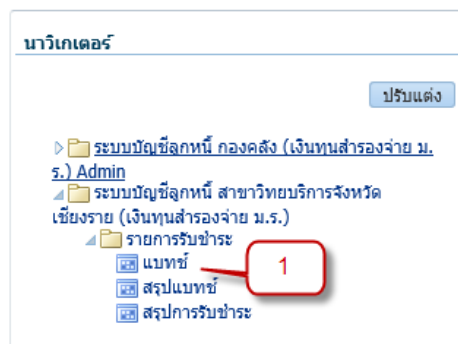 นาวิเกเตอร์
ปรับแต่ง
ระบบบัญชีลูกหนี้ กองคลัง (เงินทุนสำรองจ่าย ม.
ร.) Admin
ระบบบัญชีลูกหนี้ สาขาวิทยบริการจังหวัด
เชียงราย (เงินทุนสำรองจ่าย ม.ร.)
รายการรับชำระ
แบทช์
1
สรุปแบทช์
สรุปการรับชำระ